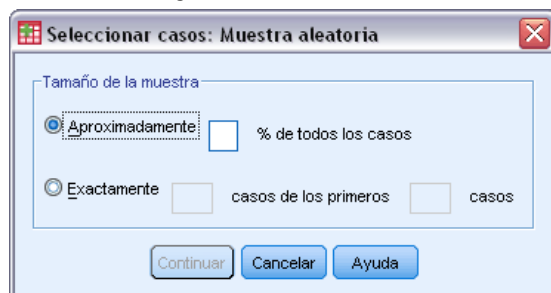 Seleccionar casos: Muestra aleatoria
Tamaño de la muestra
Aproximadamente % de todos los casos
Exactamente casos de los primeros casos
Continuar Cancelar Ayuda